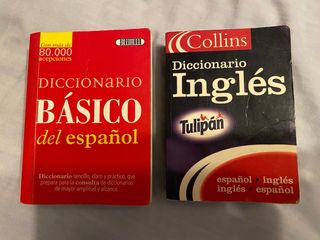 Con más de
80.000
acepciones
DICCIONARIO
BÁSICO
del español
Diccionario sencillo, claro y práctico, que
prepara para la consulta de diccionarios
de mayor amplitud y alcance
Collins
Diccionario
Inglés
Tulipán
español • inglés
inglés • español